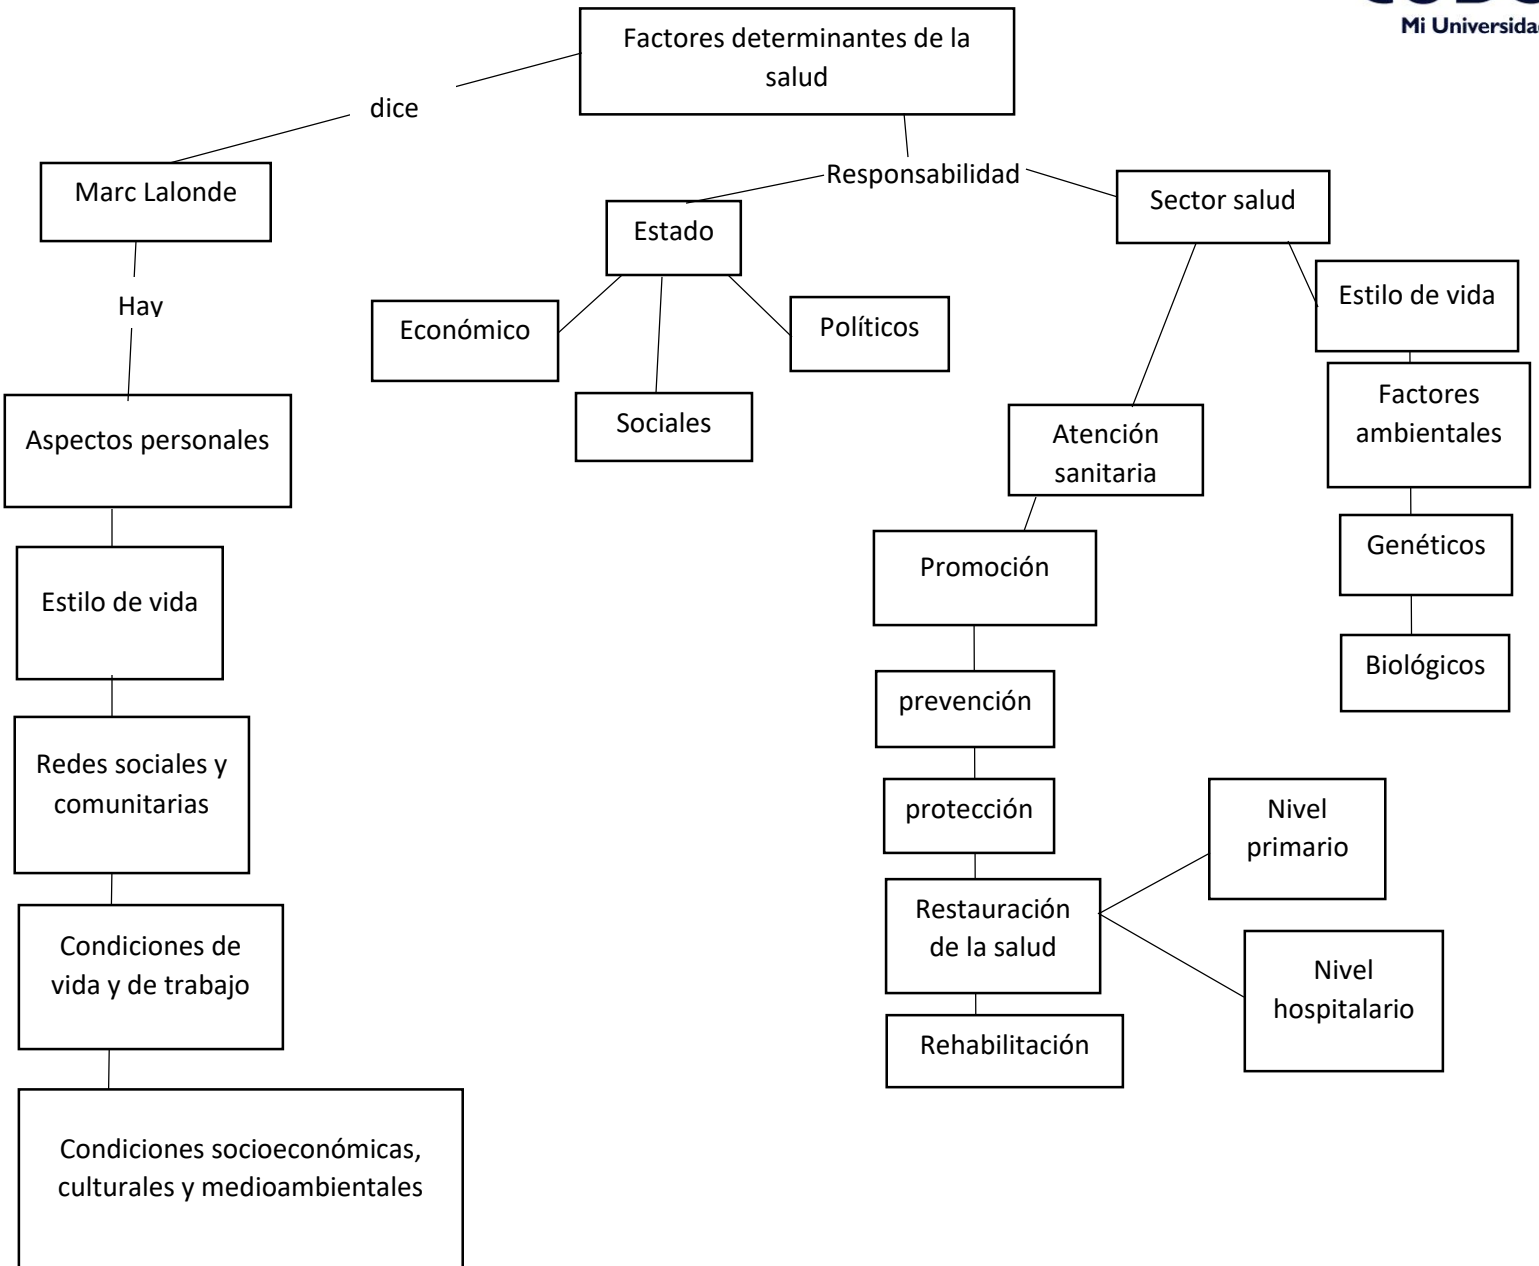 Mi Universidad
Factores determinantes de la
salud
dice
Marc Lalonde
Responsabilidad
Sector salud
Estado
Hay
Económico
Políticos
Estilo de vida
Sociales
Aspectos personales
Atención
sanitaria
Factores
ambientales
Promoción
Genéticos
Estilo de vida
prevención
Biológicos
Redes sociales y
comunitarias
protección
Nivel
primario
Restauración
de la salud
Condiciones de
vida y de trabajo
Nivel
hospitalario
Rehabilitación
Condiciones socioeconómicas,
culturales y medioambientales